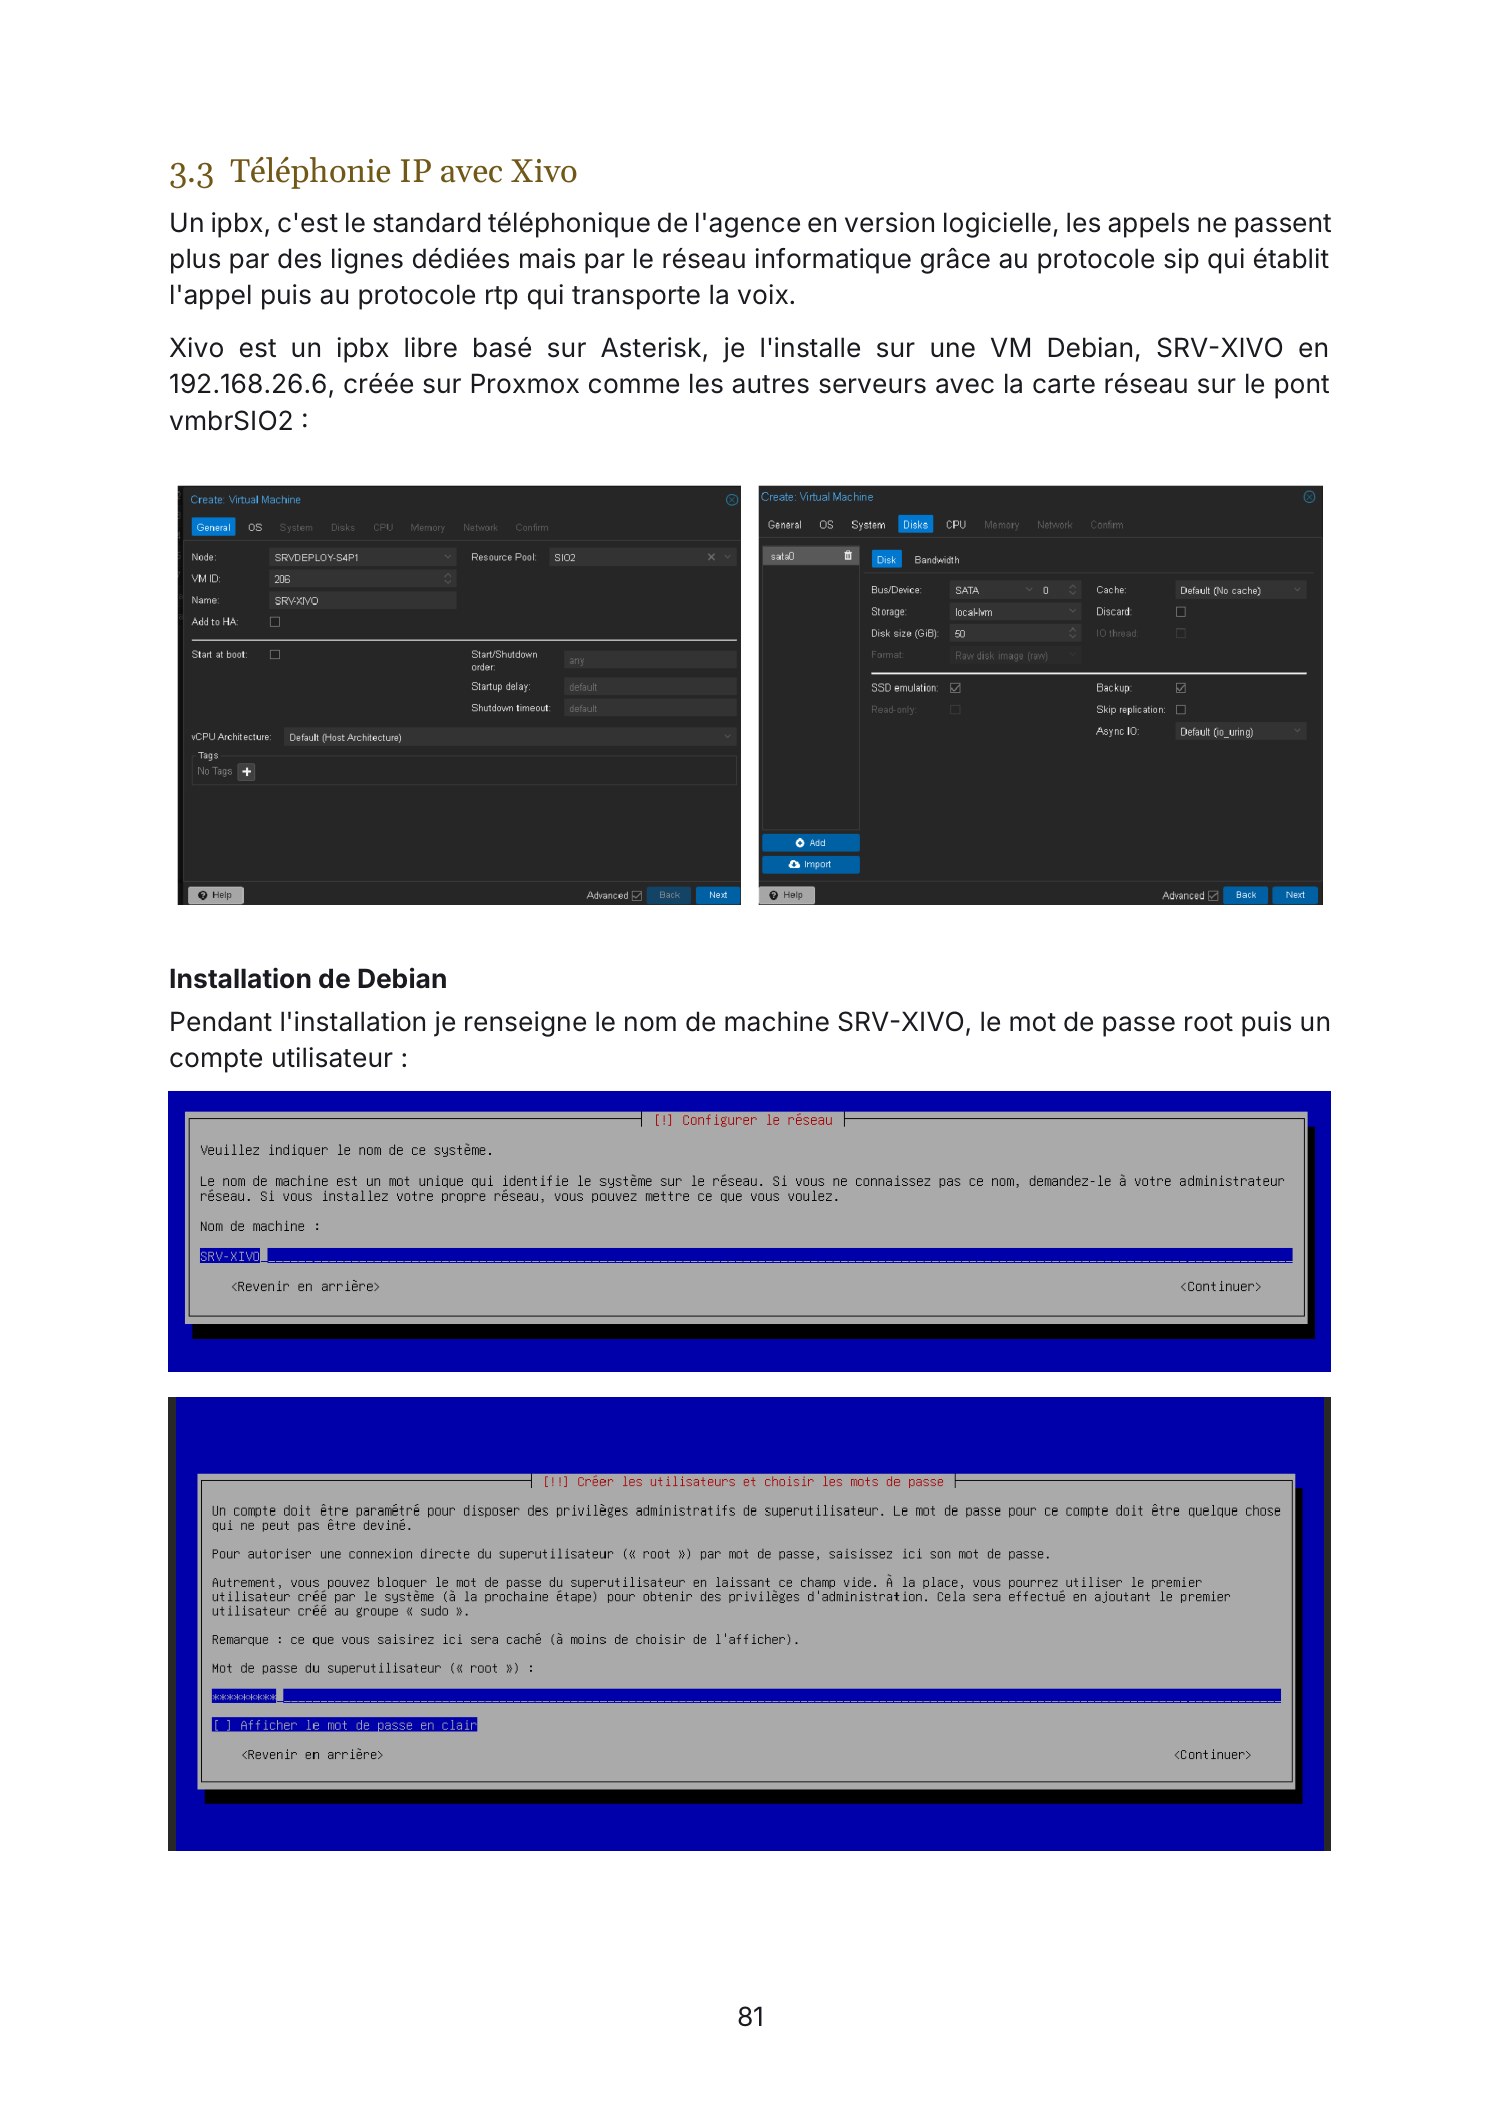 3.3 Téléphonie IP avec Xivo
Un ipbx, c'est le standard téléphonique de l'agence en version logicielle, les appels ne passent
plus par des lignes dédiées mais par le réseau informatique grâce au protocole sip qui établit
l'appel puis au protocole rtp qui transporte la voix.
Xivo est un ipbx libre basé sur Asterisk, je l'installe sur une VM Debian, SRV-XIVO en
192.168.26.6, créée sur Proxmox comme les autres serveurs avec la carte réseau sur le pont
vmbrSIO2 :
Create: Virtual Machine
General OS System Disks CPU Memory Network Confirm
Node: SRVDEPLOY-S4P1 Resource Pool: SIO2
VM ID: 206
Name: SRV-XIVO
Add to HA:
Start at boot: Start/Shutdown order: any
Startup delay: default
Shutdown timeout: default
vCPU Architecture: Default (Host Architecture)
Tags
No Tags
Help Advanced Back Next
Create: Virtual Machine
General OS System Disks CPU Memory Network Confirm
sata0 Disk Bandwidth
Bus/Device: SATA 0 Cache: Default (No cache)
Storage: local-lvm Discard:
Disk size (GiB): 50 IO thread:
Format: Raw disk image (raw)
SSD emulation: Backup:
Read-only: Skip replication:
Async IO: Default (io_uring)
Add
Import
Help Advanced Back Next
Installation de Debian
Pendant l'installation je renseigne le nom de machine SRV-XIVO, le mot de passe root puis un
compte utilisateur :
[!] Configurer le réseau
Veuillez indiquer le nom de ce système.
Le nom de machine est un mot unique qui identifie le système sur le réseau. Si vous ne connaissez pas ce nom, demandez-le à votre administrateur
réseau. Si vous installez votre propre réseau, vous pouvez mettre ce que vous voulez.
Nom de machine :
SRV-XIVO
<Revenir en arrière> <Continuer>
[!!] Créer les utilisateurs et choisir les mots de passe
Un compte doit être paramétré pour disposer des privilèges administratifs de superutilisateur. Le mot de passe pour ce compte doit être quelque chose
qui ne peut pas être deviné.
Pour autoriser une connexion directe du superutilisateur (« root ») par mot de passe, saisissez ici son mot de passe.
Autrement, vous pouvez bloquer le mot de passe du superutilisateur en laissant ce champ vide. À la place, vous pourrez utiliser le premier
utilisateur créé par le système (à la prochaine étape) pour obtenir des privilèges d'administration. Cela sera effectué en ajoutant le premier
utilisateur créé au groupe « sudo ».
Remarque : ce que vous saisirez ici sera caché (à moins de choisir de l'afficher).
Mot de passe du superutilisateur (« root ») :
*********
[ ] Afficher le mot de passe en clair
<Revenir en arrière> <Continuer>
81